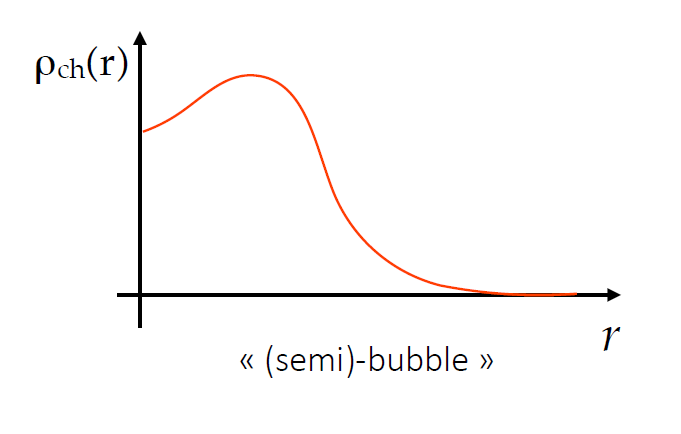 ρch(r)
r
« (semi)-bubble »